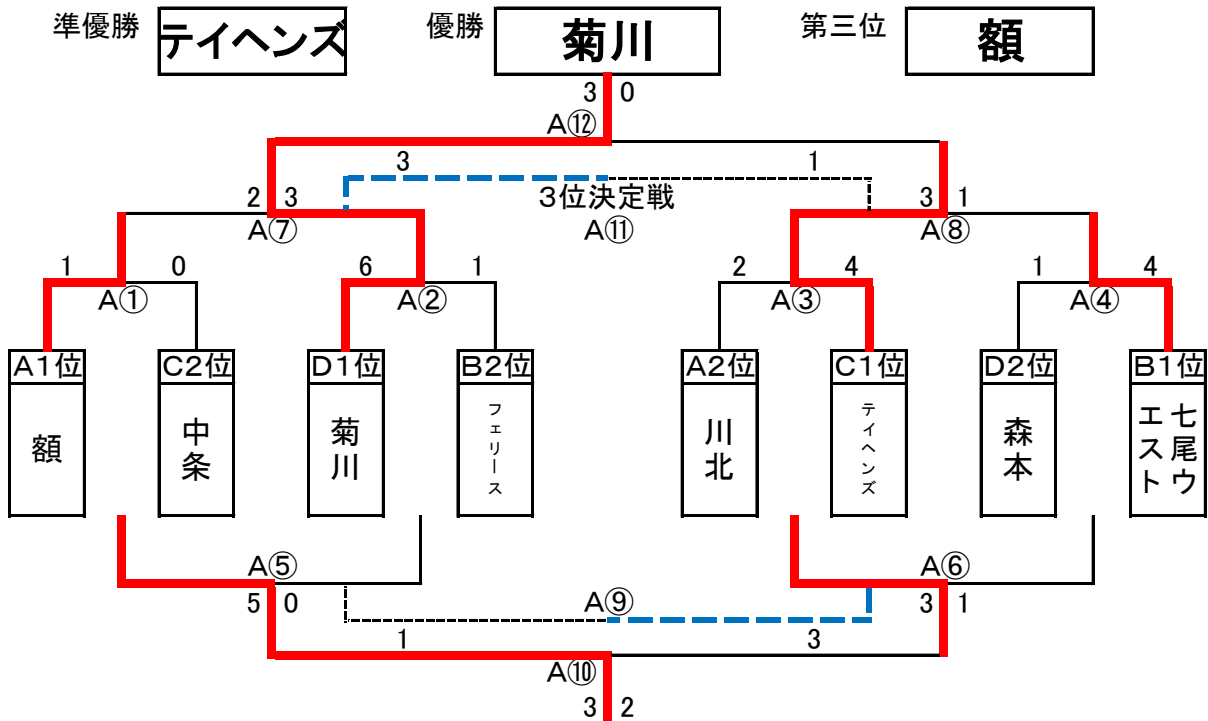 準優勝 テイヘンズ 優勝 菊川 第三位 額
3 0
A⑫
3 1
2 3 3位決定戦 3 1
A⑦ A⑪ A⑧
1 0 6 1 2 4 1 4
A① A② A③ A④
A1位 C2位 D1位 B2位 A2位 C1位 D2位 B1位
額 中条 菊川 フェリース 川北 テイヘンズ 森本 七尾ウエスト
A⑤ A⑥
5 0 A⑨ 3 1
1 3
A⑩
3 2